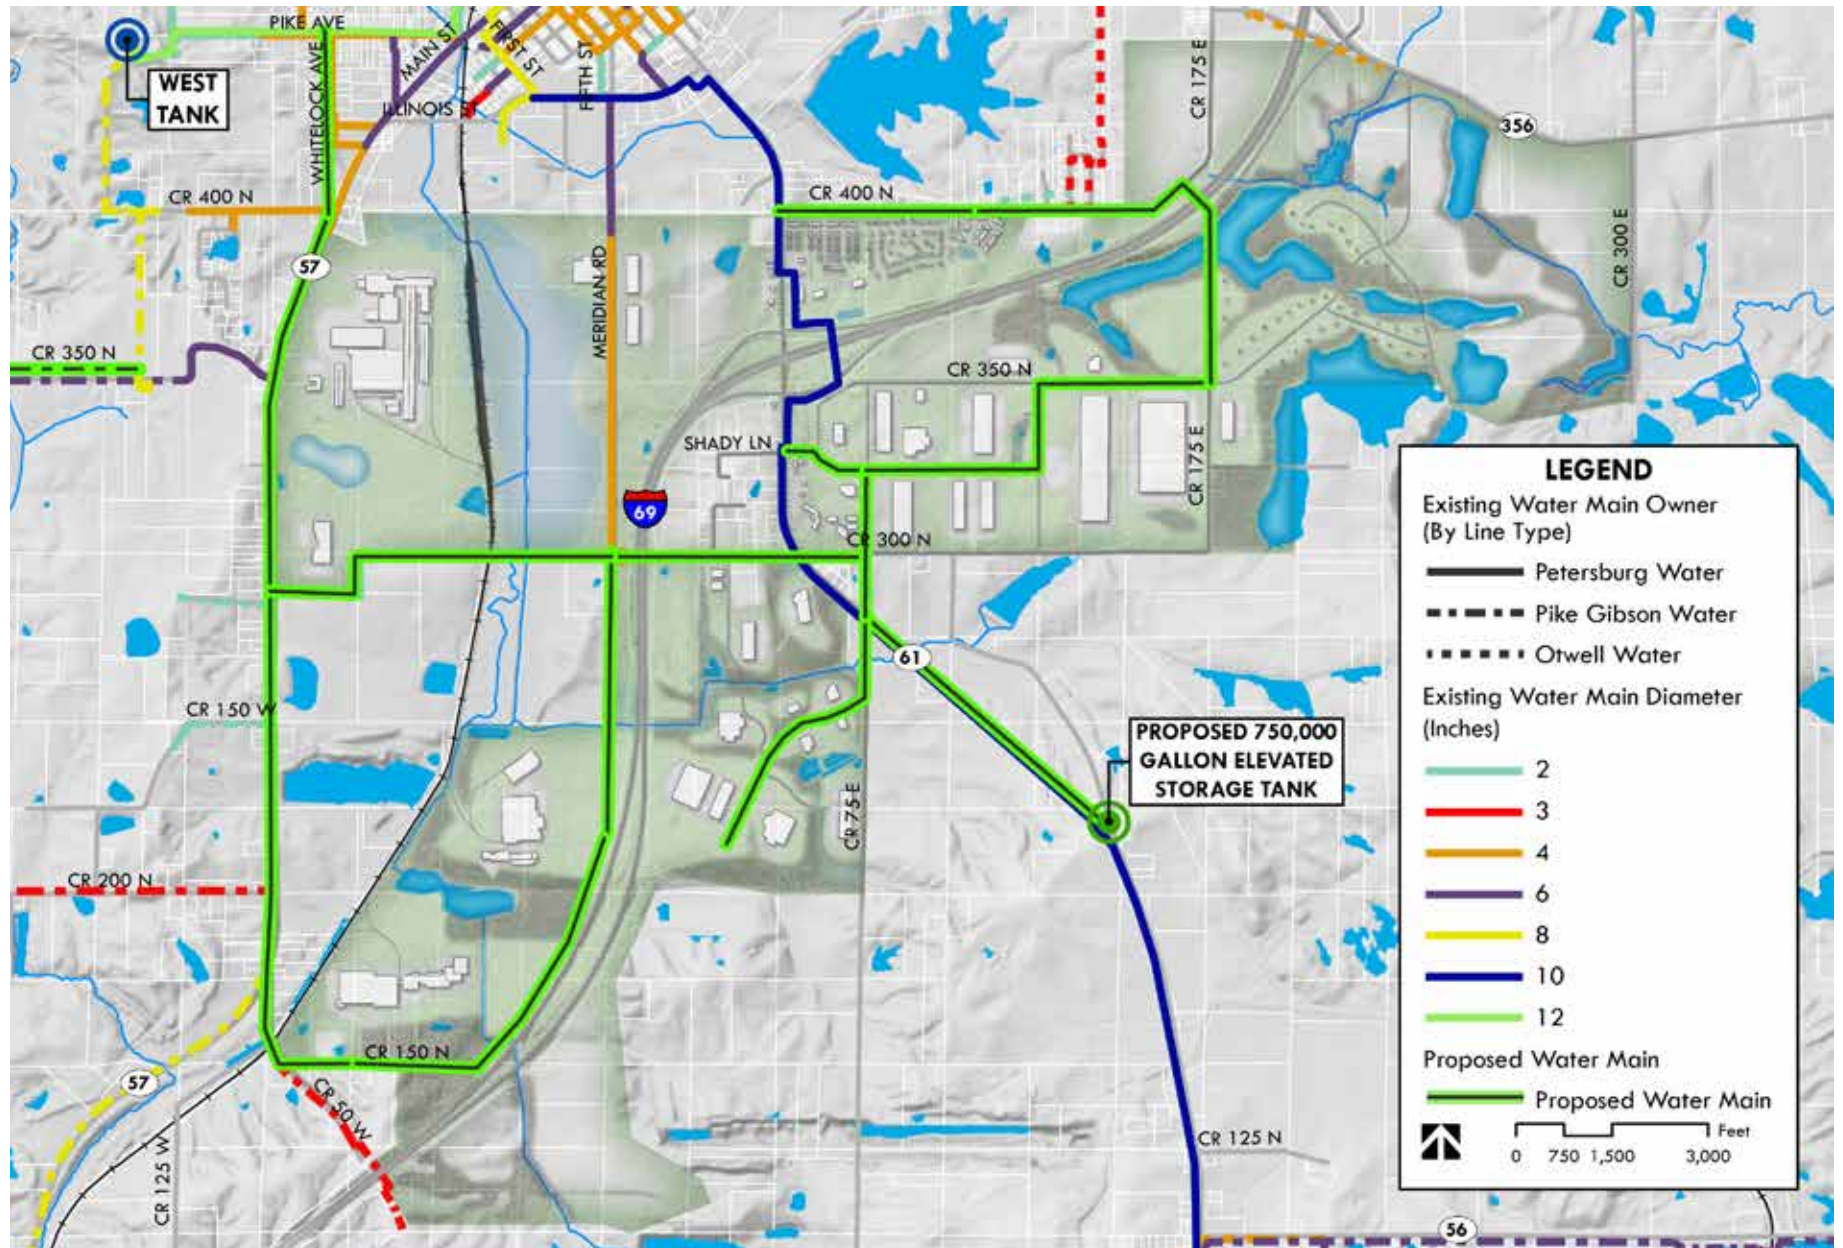 PIKE AVE
WEST
TANK
WHITELOCK AVE
MAIN ST
FIRST ST
FIFTH ST
ILLINOIS ST
CR 175 E
356
CR 400 N
CR 400 N
CR 300 E
57
MERIDIAN RD
CR 350 N
CR 350 N
SHADY LN
CR 175 E
69
CR 300 N
61
CR 150 W
PROPOSED 750,000
GALLON ELEVATED
STORAGE TANK
CR 75 E
CR 200 N
CR 150 N
57
CR 50 W
CR 125 W
CR 125 N
56
LEGEND
Existing Water Main Owner
(By Line Type)
Petersburg Water
Pike Gibson Water
Otwell Water
Existing Water Main Diameter
(Inches)
2
3
4
6
8
10
12
Proposed Water Main
Proposed Water Main
Feet
0 750 1,500 3,000